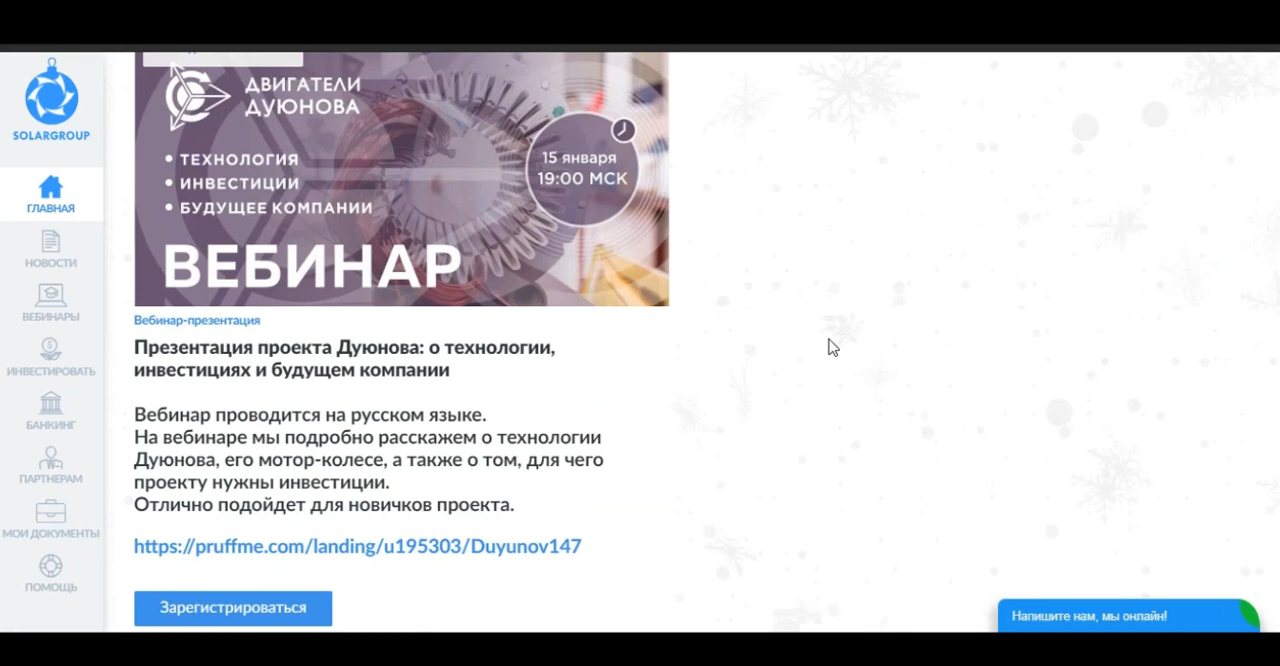 SOLARGROUP
ГЛАВНАЯ
НОВОСТИ
ВЕБИНАРЫ
ИНВЕСТИРОВАТЬ
БАНКИНГ
ПАРТНЕРАМ
МОИ ДОКУМЕНТЫ
ПОМОЩЬ
ДВИГАТЕЛИ
ДУЮНОВА
• ТЕХНОЛОГИЯ
• ИНВЕСТИЦИИ
• БУДУЩЕЕ КОМПАНИИ
15 января
19:00 МСК
ВЕБИНАР
Вебинар-презентация
Презентация проекта Дуюнова: о технологии,
инвестициях и будущем компании
Вебинар проводится на русском языке.
На вебинаре мы подробно расскажем о технологии
Дуюнова, его мотор-колесе, а также о том, для чего
проекту нужны инвестиции.
Отлично подойдет для новичков проекта.
https://pruffme.com/landing/u195303/Duyunov147
Зарегистрироваться
Напишите нам, мы онлайн!